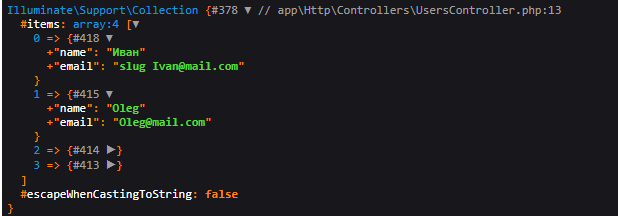 Illuminate\Support\Collection {#378 ▼ // app\Http\Controllers\UsersController.php:13
#items: array:4 [▼
0 => {#418 ▼
+"name": "Иван"
+"email": "slug Ivan@mail.com"
}
1 => {#415 ▼
+"name": "Oleg"
+"email": "Oleg@mail.com"
}
2 => {#414 ▶}
3 => {#413 ▶}
]
#escapeWhenCastingToString: false
}